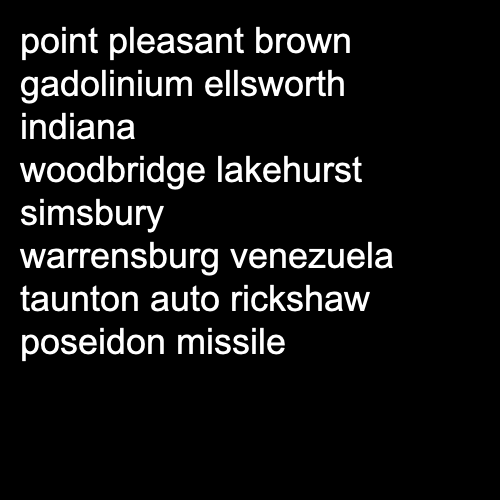 point pleasant brown
gadolinium ellsworth
indiana
woodbridge lakehurst
simsbury
warrensburg venezuela
taunton auto rickshaw
poseidon missile